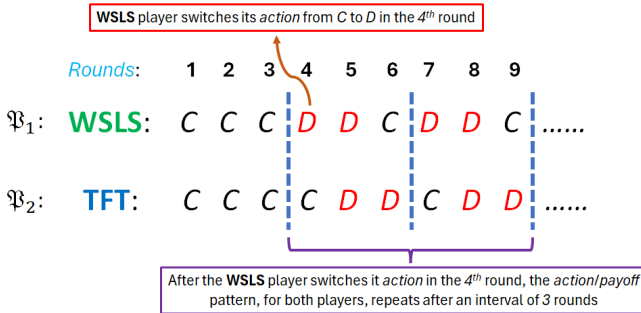 WSLS player switches its action from C to D in the 4th round
Rounds: 1 2 3 4 5 6 7 8 9
𝔓₁: WSLS: C C C D D C D D C ......
𝔓₂: TFT: C C C C D D C D D ......
After the WSLS player switches it action in the 4th round, the action/payoff
pattern, for both players, repeats after an interval of 3 rounds